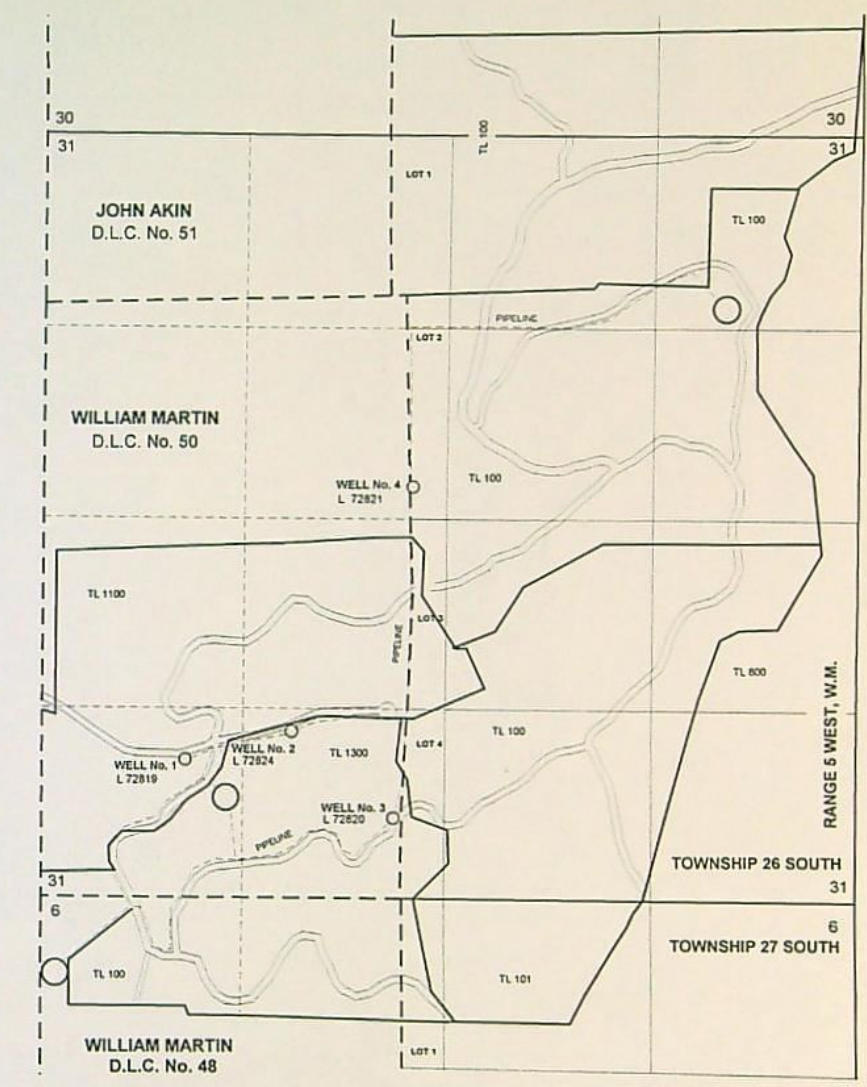 30
30
31
31
TL 100
LOT 1
JOHN AKIN
D.L.C. No. 51
TL 100
PIPELINE
LOT 2
WILLIAM MARTIN
D.L.C. No. 50
WELL No. 4
L 72821
TL 100
TL 1100
LOT 3
PIPELINE
TL 800
WELL No. 1
L 72819
WELL No. 2
L 72824
TL 1300
LOT 4
TL 100
RANGE 5 WEST, W.M.
WELL No. 3
L 72820
PIPELINE
TOWNSHIP 26 SOUTH
31
31
6
6
TOWNSHIP 27 SOUTH
TL 100
TL 101
WILLIAM MARTIN
D.L.C. No. 48
LOT 1